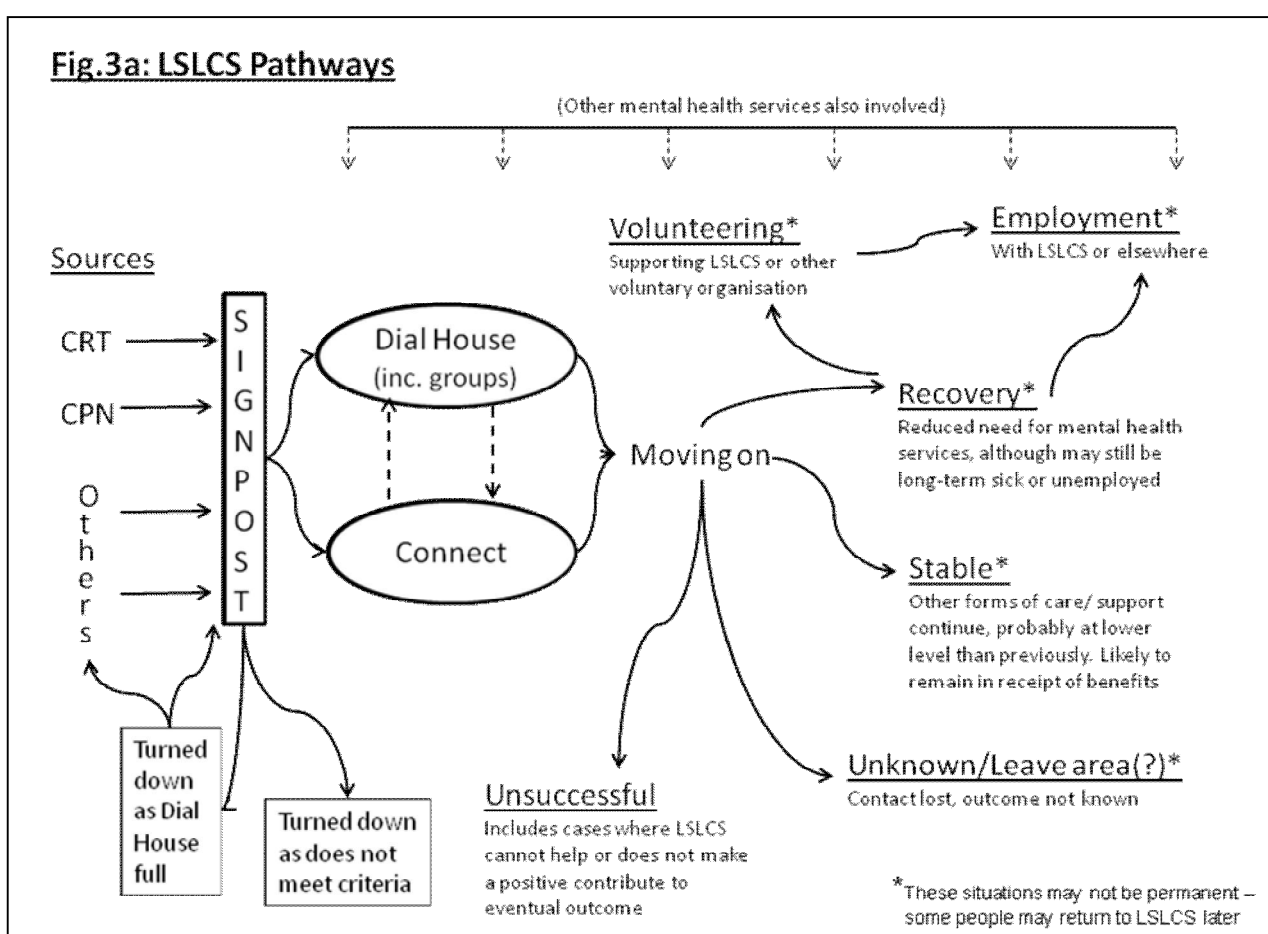 Fig.3a: LSLCS Pathways
(Other mental health services also involved)
Sources
CRT
CPN
Others
SIGNPOST
Turned
down
as Dial
House
full
Turned down
as does not
meet criteria
Dial House
(inc. groups)
Connect
Moving on
Volunteering*
Supporting LSLCS or other
voluntary organisation
Employment*
With LSLCS or elsewhere
Recovery*
Reduced need for mental health
services, although may still be
long-term sick or unemployed
Stable*
Other forms of care/ support
continue, probably at lower
level than previously. Likely to
remain in receipt of benefits
Unknown/Leave area(?)*
Contact lost, outcome not known
Unsuccessful
Includes cases where LSLCS
cannot help or does not make
a positive contribute to
eventual outcome
*These situations may not be permanent –
some people may return to LSLCS later